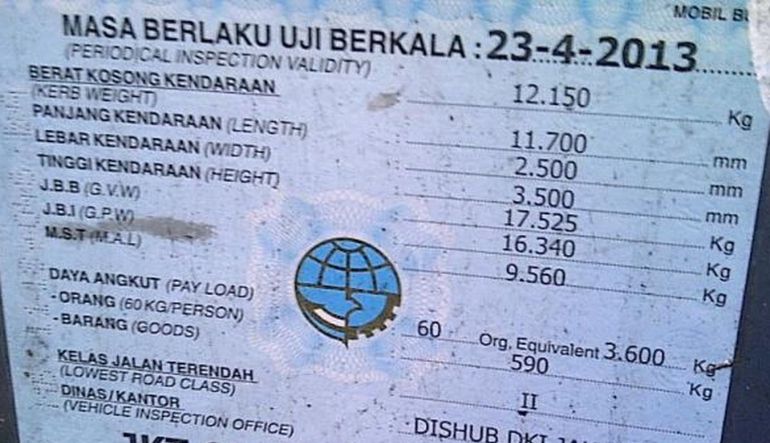 MOBIL
MASA BERLAKU UJI BERKALA : 23-4-2013
(PERIODICAL INSPECTION VALIDITY)
BERAT KOSONG KENDARAAN 12.150 Kg
(KERB WEIGHT)
PANJANG KENDARAAN (LENGTH) 11.700 mm
LEBAR KENDARAAN (WIDTH) 2.500 mm
TINGGI KENDARAAN (HEIGHT) 3.500 mm
J.B.B (G.V.W) 17.525 Kg
J.B.I (G.P.W) 16.340 Kg
M.S.T (M.A.L) 9.560 Kg
DAYA ANGKUT (PAY LOAD)
- ORANG (60 KG/PERSON) 60 Org. Equivalent 3.600 Kg
- BARANG (GOODS) 590 Kg
KELAS JALAN TERENDAH II
(LOWEST ROAD CLASS)
DINAS/KANTOR DISHUB DKI
(VEHICLE INSPECTION OFFICE)
JKT